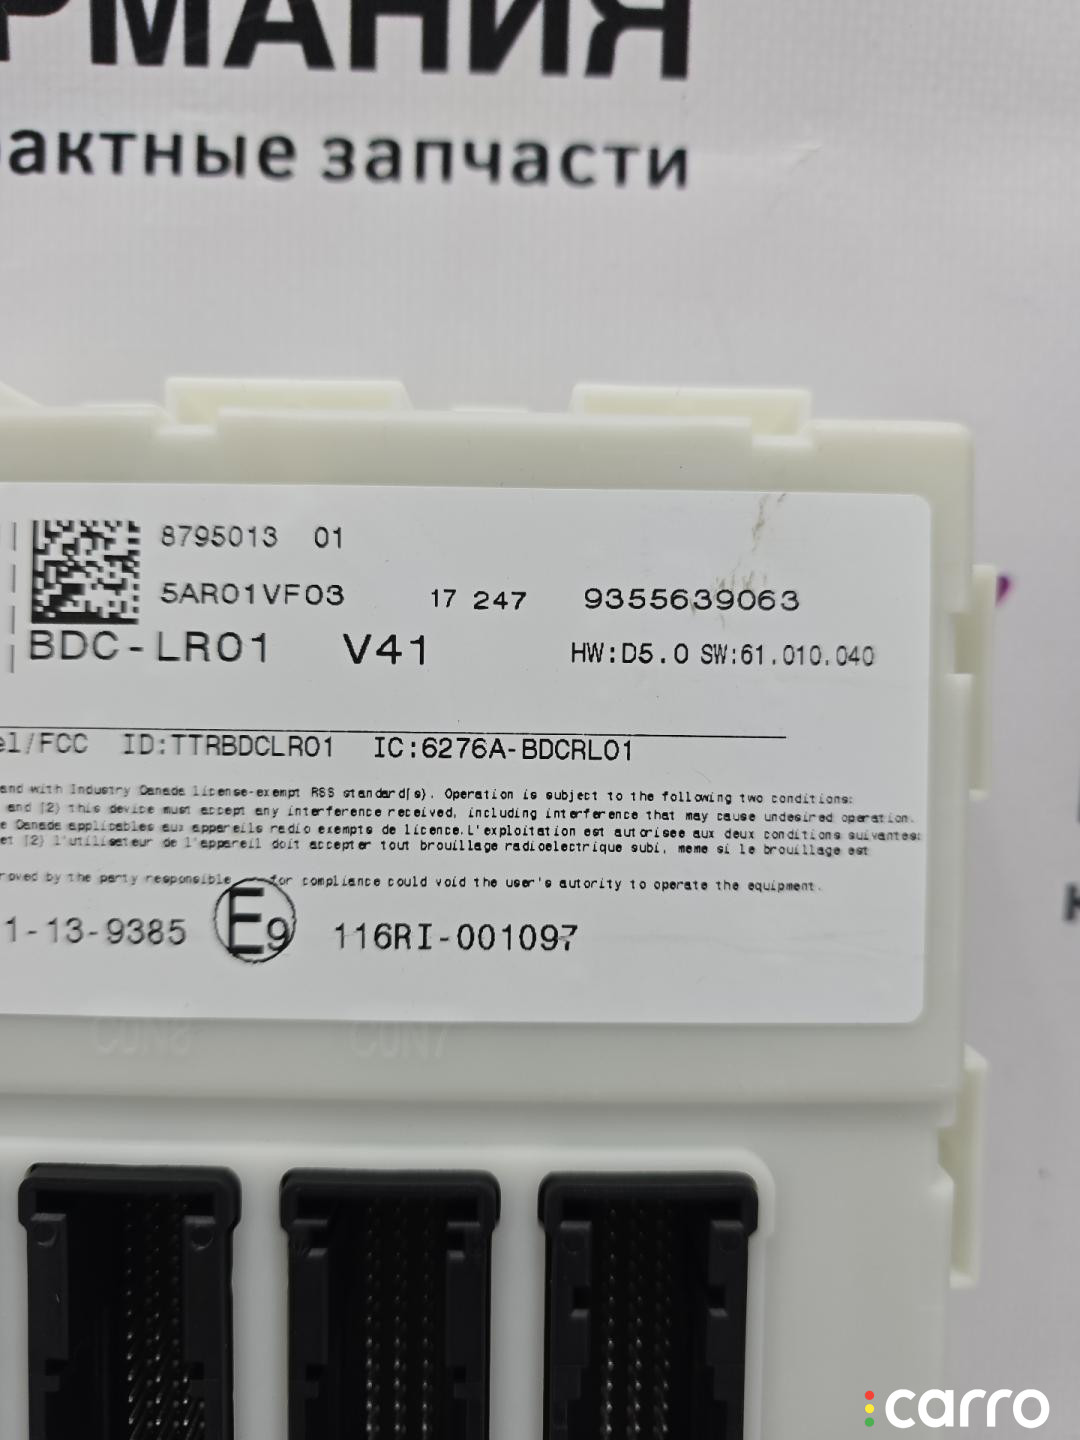 РМАНИЯ
рактные запчасти
8795013 01
5AR01VF03 17 247 9355639063
BDC-LR01 V41 HW:D5.0 SW:61.010.040
el/FCC ID:TTRBDCLR01 IC:6276A-BDCRL01
and with Industry Canada license-exempt RSS standard(s). Operation is subject to the following two conditions:
and (2) this device must accept any interference received, including interference that may cause undesired operation.
e Canada applicables aux appareils radio exempts de licence.L'exploitation est autorisee aux deux conditions suivantes:
et (2) l'utilisateur de l'appareil doit accepter tout brouillage radioelectrique subi, meme si le brouillage est
roved by the party responsible for compliance could void the user's autority to operate the equipment.
1-13-9385 E9 116RI-001097
CON8 CON7
carro